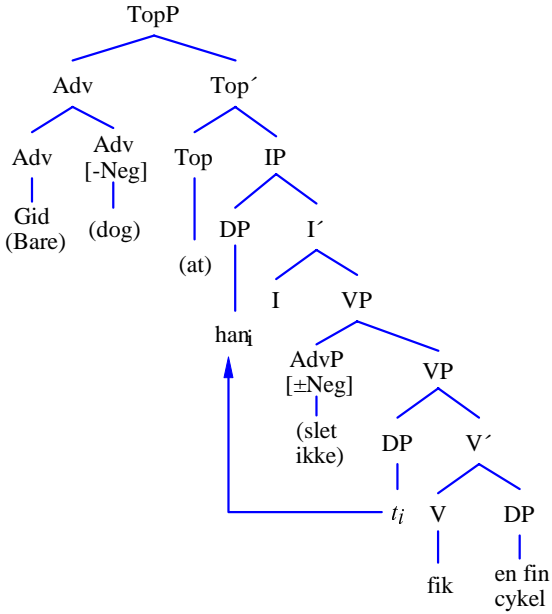 TopP
Adv Top´
Adv Adv Top IP
[-Neg]
Gid (dog) DP I´
(Bare)
(at) I VP
han i
AdvP VP
[±Neg]
(slet DP V´
ikke)
t i V DP
fik en fin
cykel